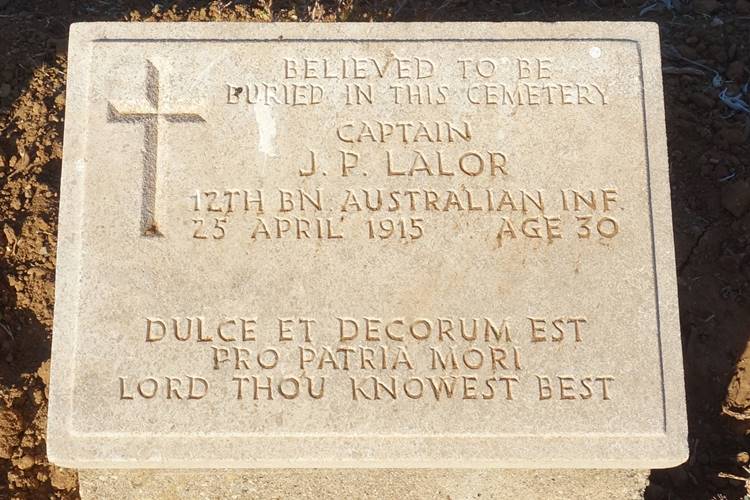 BELIEVED TO BE
BURIED IN THIS CEMETERY
CAPTAIN
J. P. LALOR
12TH BN. AUSTRALIAN INF.
25 APRIL 1915 AGE 30
DULCE ET DECORUM EST
PRO PATRIA MORI
LORD THOU KNOWEST BEST